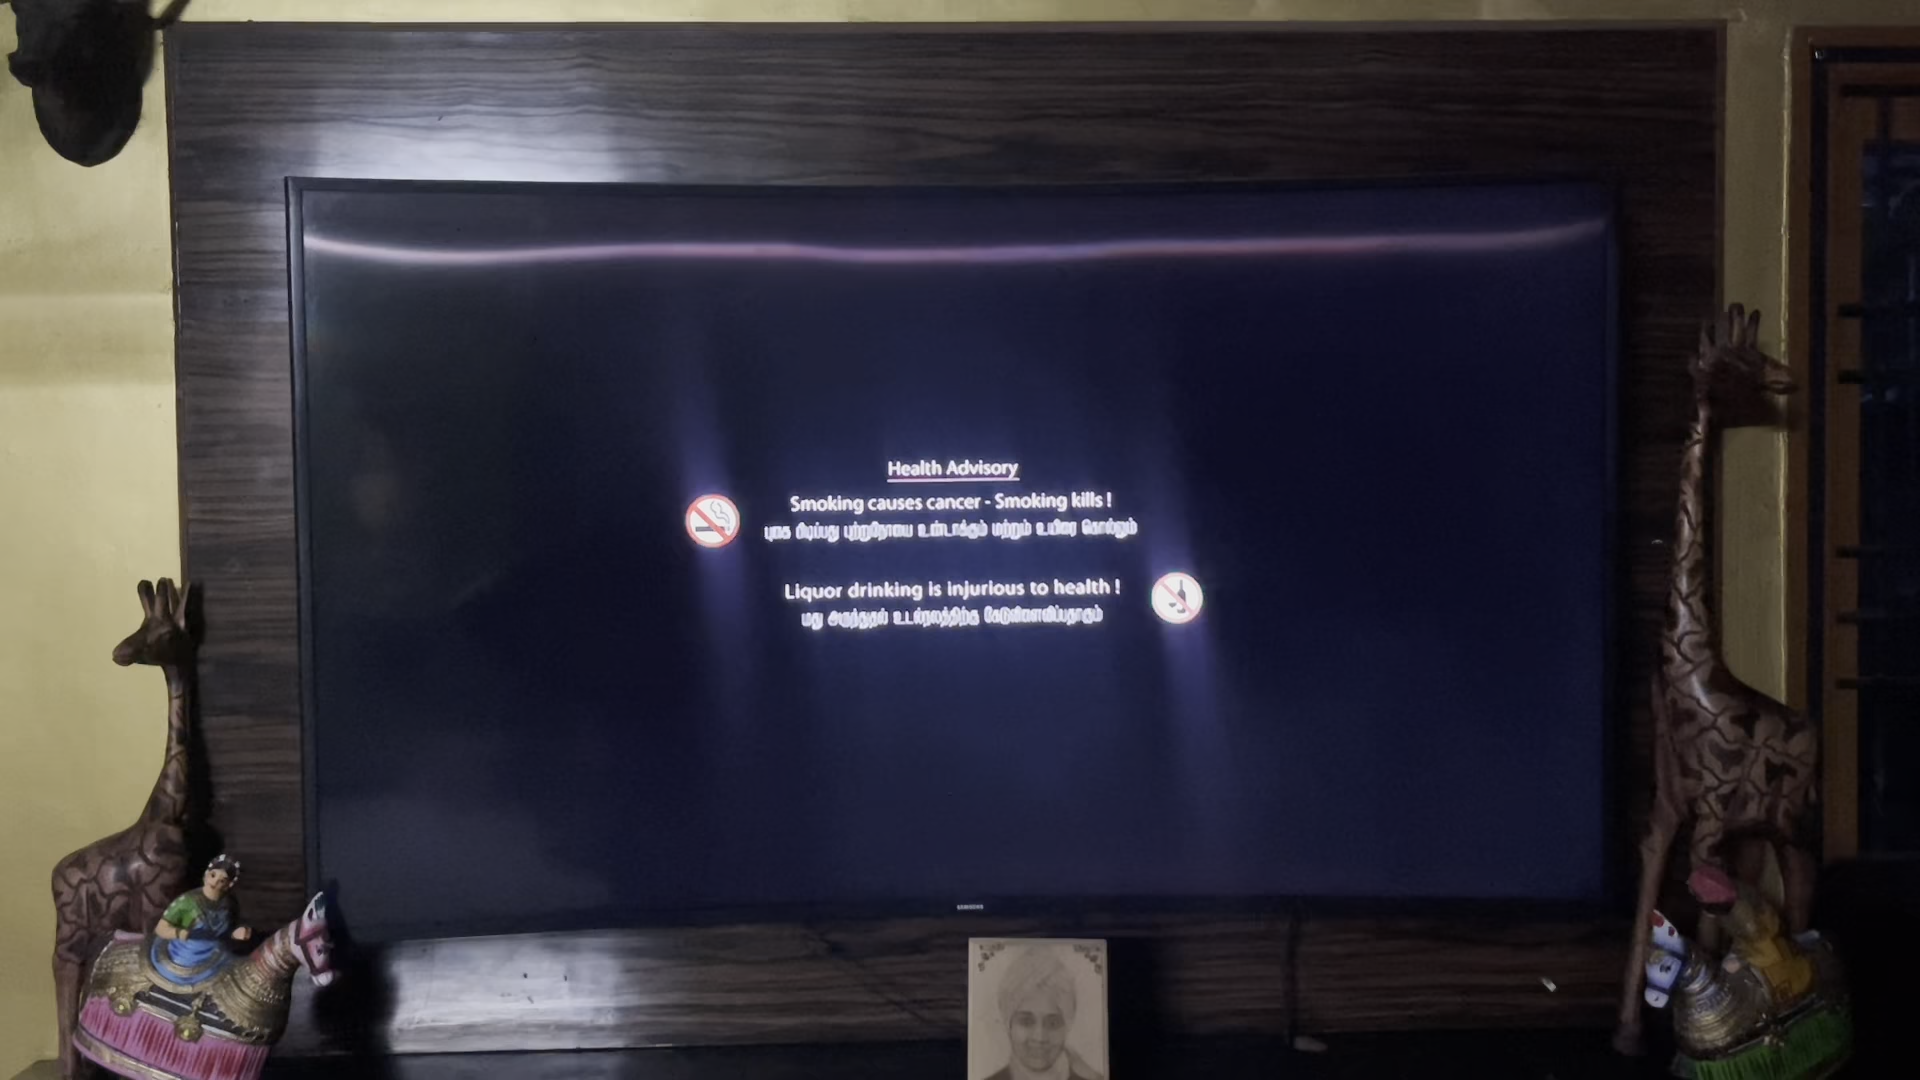 Health Advisory
Smoking causes cancer - Smoking kills !
புகை பிடிப்பது புற்றுநோயை உண்டாக்கும் மற்றும் உயிரை கொல்லும்
Liquor drinking is injurious to health !
மது அருந்துதல் உடல்நலத்திற்கு கேடுவிளைவிப்பதாகும்
SAMSUNG